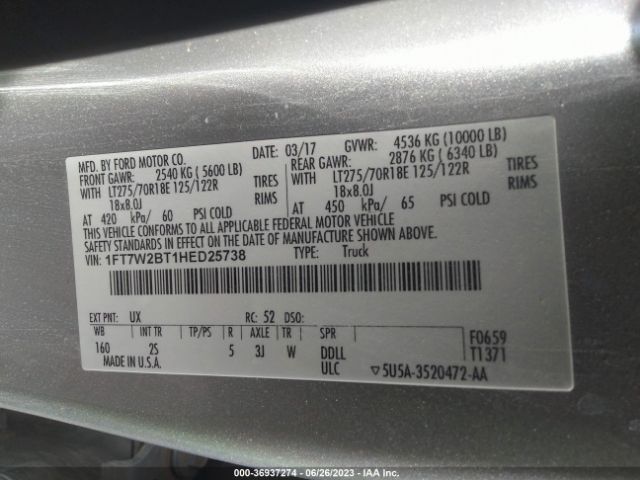 MFD. BY FORD MOTOR CO.
DATE: 03/17 GVWR: 4536 KG (10000 LB)
FRONT GAWR: 2540 KG ( 5600 LB)
REAR GAWR: 2876 KG ( 6340 LB)
WITH LT275/70R18E 125/122R TIRES
WITH LT275/70R18E 125/122R TIRES
18x8.0J RIMS
18x8.0J RIMS
AT 420 kPa/ 60 PSI COLD
AT 450 kPa/ 65 PSI COLD
THIS VEHICLE CONFORMS TO ALL APPLICABLE FEDERAL MOTOR VEHICLE
SAFETY STANDARDS IN EFFECT ON THE DATE OF MANUFACTURE SHOWN ABOVE.
VIN: 1FT7W2BT1HED25738 TYPE: Truck
EXT PNT: UX RC: 52 DSO:
WB INT TR TP/PS R AXLE TR SPR F0659
160 2S 5 3J W DDLL T1371
MADE IN U.S.A. ULC ▽5U5A-3520472-AA
000-36937274 | 06/26/2023 | IAA Inc.